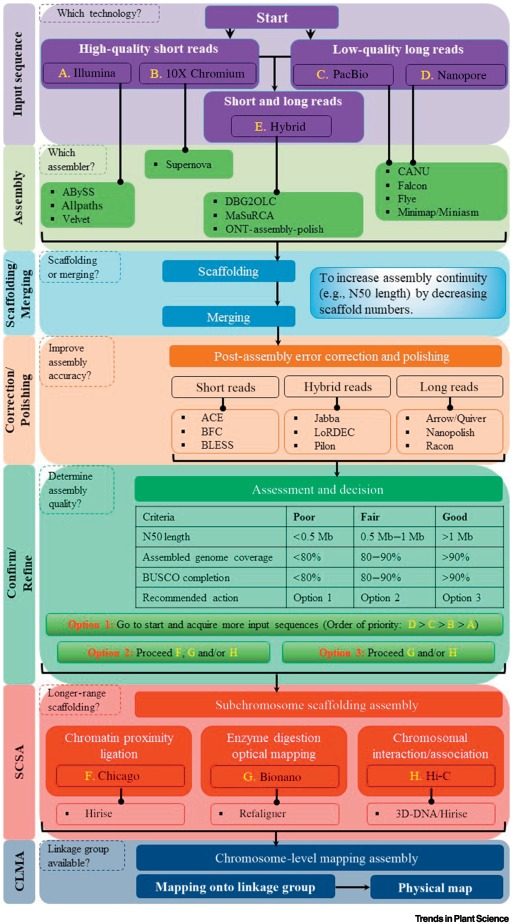 Input sequence
Which technology?
Start
High-quality short reads
Low-quality long reads
A. Illumina
B. 10X Chromium
C. PacBio
D. Nanopore
Short and long reads
E. Hybrid
Assembly
Which
assembler?
▪ ABySS
▪ Allpaths
▪ Velvet
▪ Supernova
▪ DBG2OLC
▪ MaSuRCA
▪ ONT-assembly-polish
▪ CANU
▪ Falcon
▪ Flye
▪ Minimap/Miniasm
Scaffolding/
Merging
Scaffolding
or merging?
Scaffolding
Merging
To increase assembly continuity
(e.g., N50 length) by decreasing
scaffold numbers.
Correction/
Polishing
Improve
assembly
accuracy?
Post-assembly error correction and polishing
Short reads
Hybrid reads
Long reads
▪ ACE
▪ BFC
▪ BLESS
▪ Jabba
▪ LoRDEC
▪ Pilon
▪ Arrow/Quiver
▪ Nanopolish
▪ Racon
Confirm/
Refine
Determine
assembly
quality?
Assessment and decision
Criteria Poor Fair Good
N50 length <0.5 Mb 0.5 Mb−1 Mb >1 Mb
Assembled genome coverage <80% 80−90% >90%
BUSCO completion <80% 80−90% >90%
Recommended action Option 1 Option 2 Option 3
Option 1: Go to start and acquire more input sequences (Order of priority: D > C > B > A)
Option 2: Proceed F, G and/or H
Option 3: Proceed G and/or H
SCSA
Longer-range
scaffolding?
Subchromosome scaffolding assembly
Chromatin proximity
ligation
F. Chicago
▪ Hirise
Enzyme digestion
optical mapping
G. Bionano
▪ Refaligner
Chromosomal
interaction/association
H. Hi-C
▪ 3D-DNA/Hirise
CLMA
Linkage group
available?
Chromosome-level mapping assembly
Mapping onto linkage group
Physical map
Trends in Plant Science